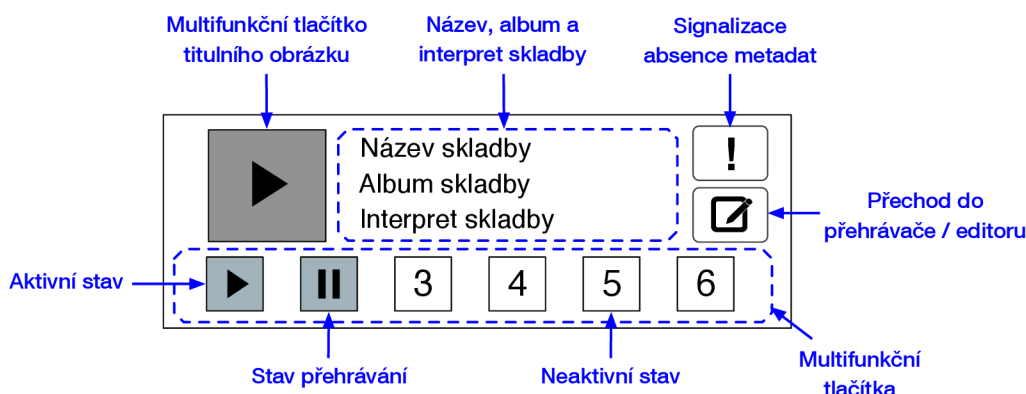 Multifunkční tlačítko
titulního obrázku
Název, album a
interpret skladby
Signalizace
absence metadat
Název skladby
Album skladby
Interpret skladby
!
Přechod do
přehrávače / editoru
Aktivní stav
3 4 5 6
Stav přehrávání
Neaktivní stav
Multifunkční
tlačítka